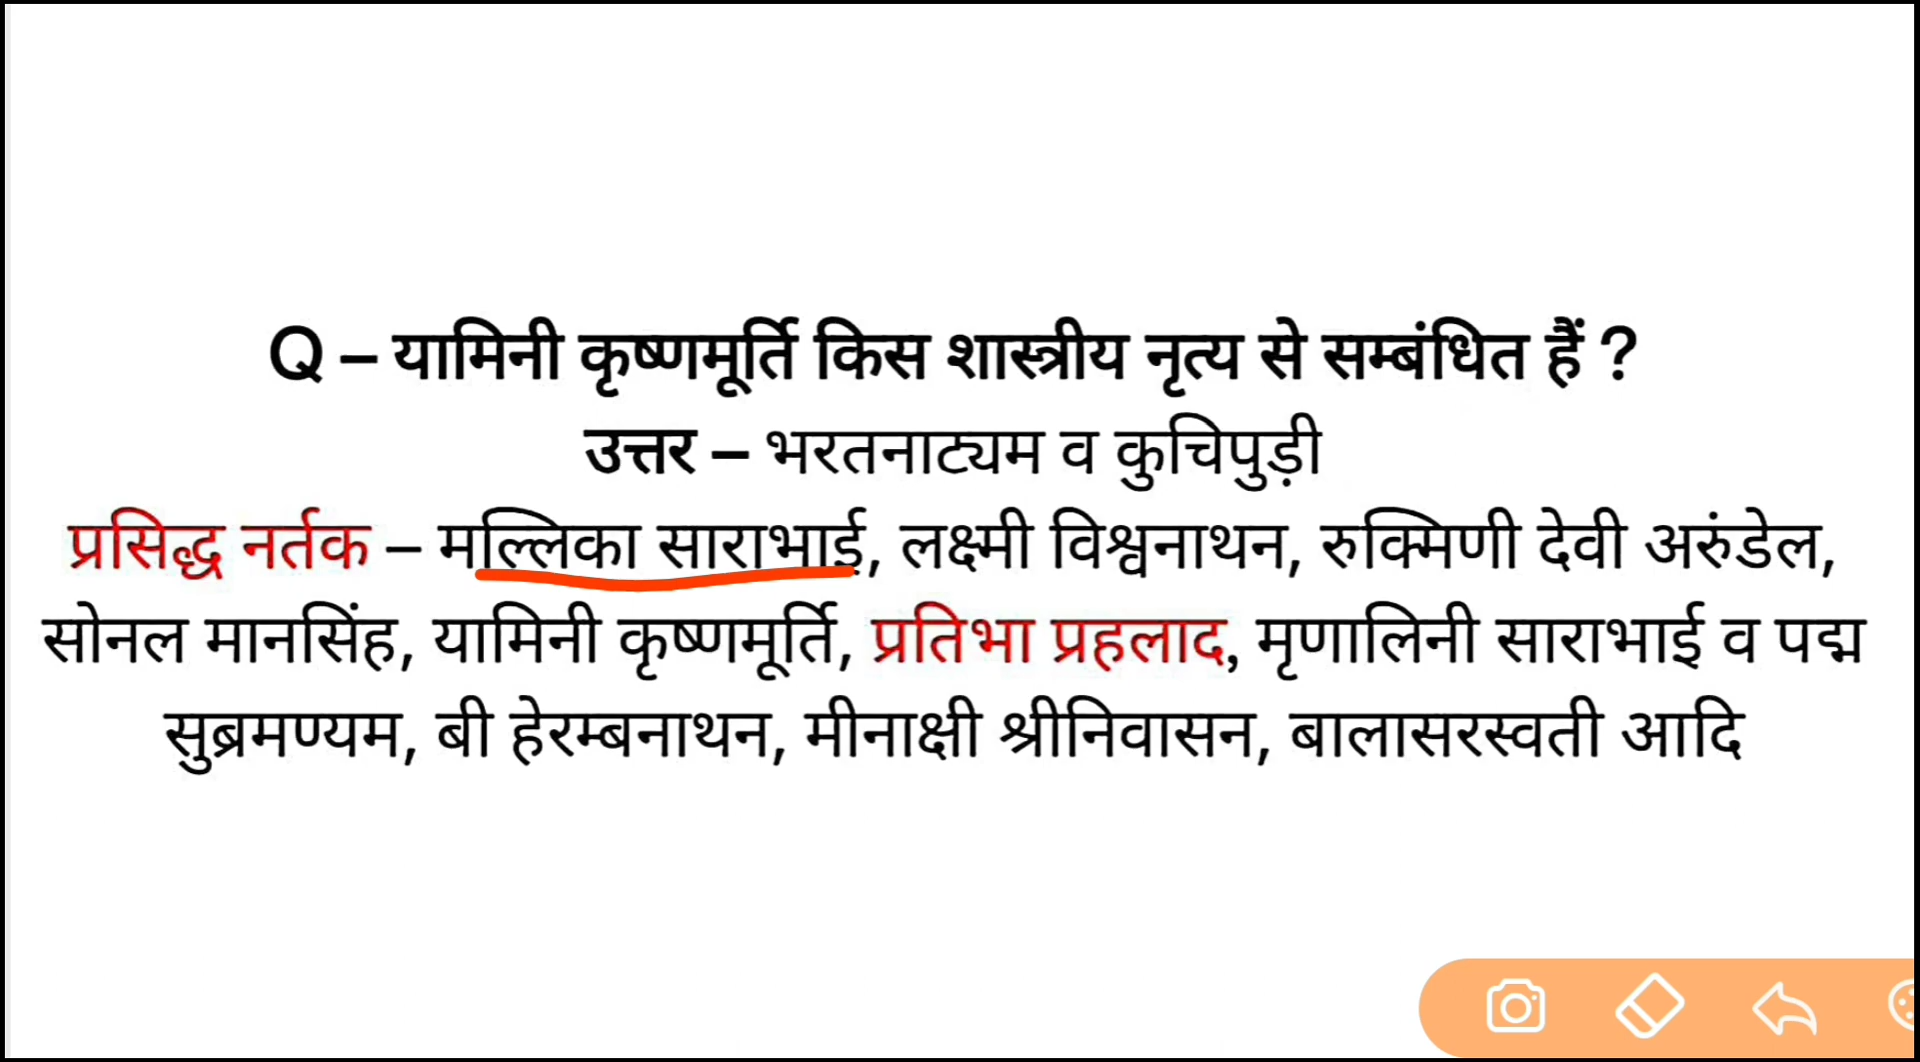 Q – यामिनी कृष्णमूर्ति किस शास्त्रीय नृत्य से सम्बंधित हैं ?
उत्तर – भरतनाट्यम व कुचिपुड़ी
प्रसिद्ध नर्तक – मल्लिका साराभाई, लक्ष्मी विश्वनाथन, रुक्मिणी देवी अरुंडेल,
सोनल मानसिंह, यामिनी कृष्णमूर्ति, प्रतिभा प्रहलाद, मृणालिनी साराभाई व पद्म
सुब्रमण्यम, बी हेरम्बनाथन, मीनाक्षी श्रीनिवासन, बालासरस्वती आदि